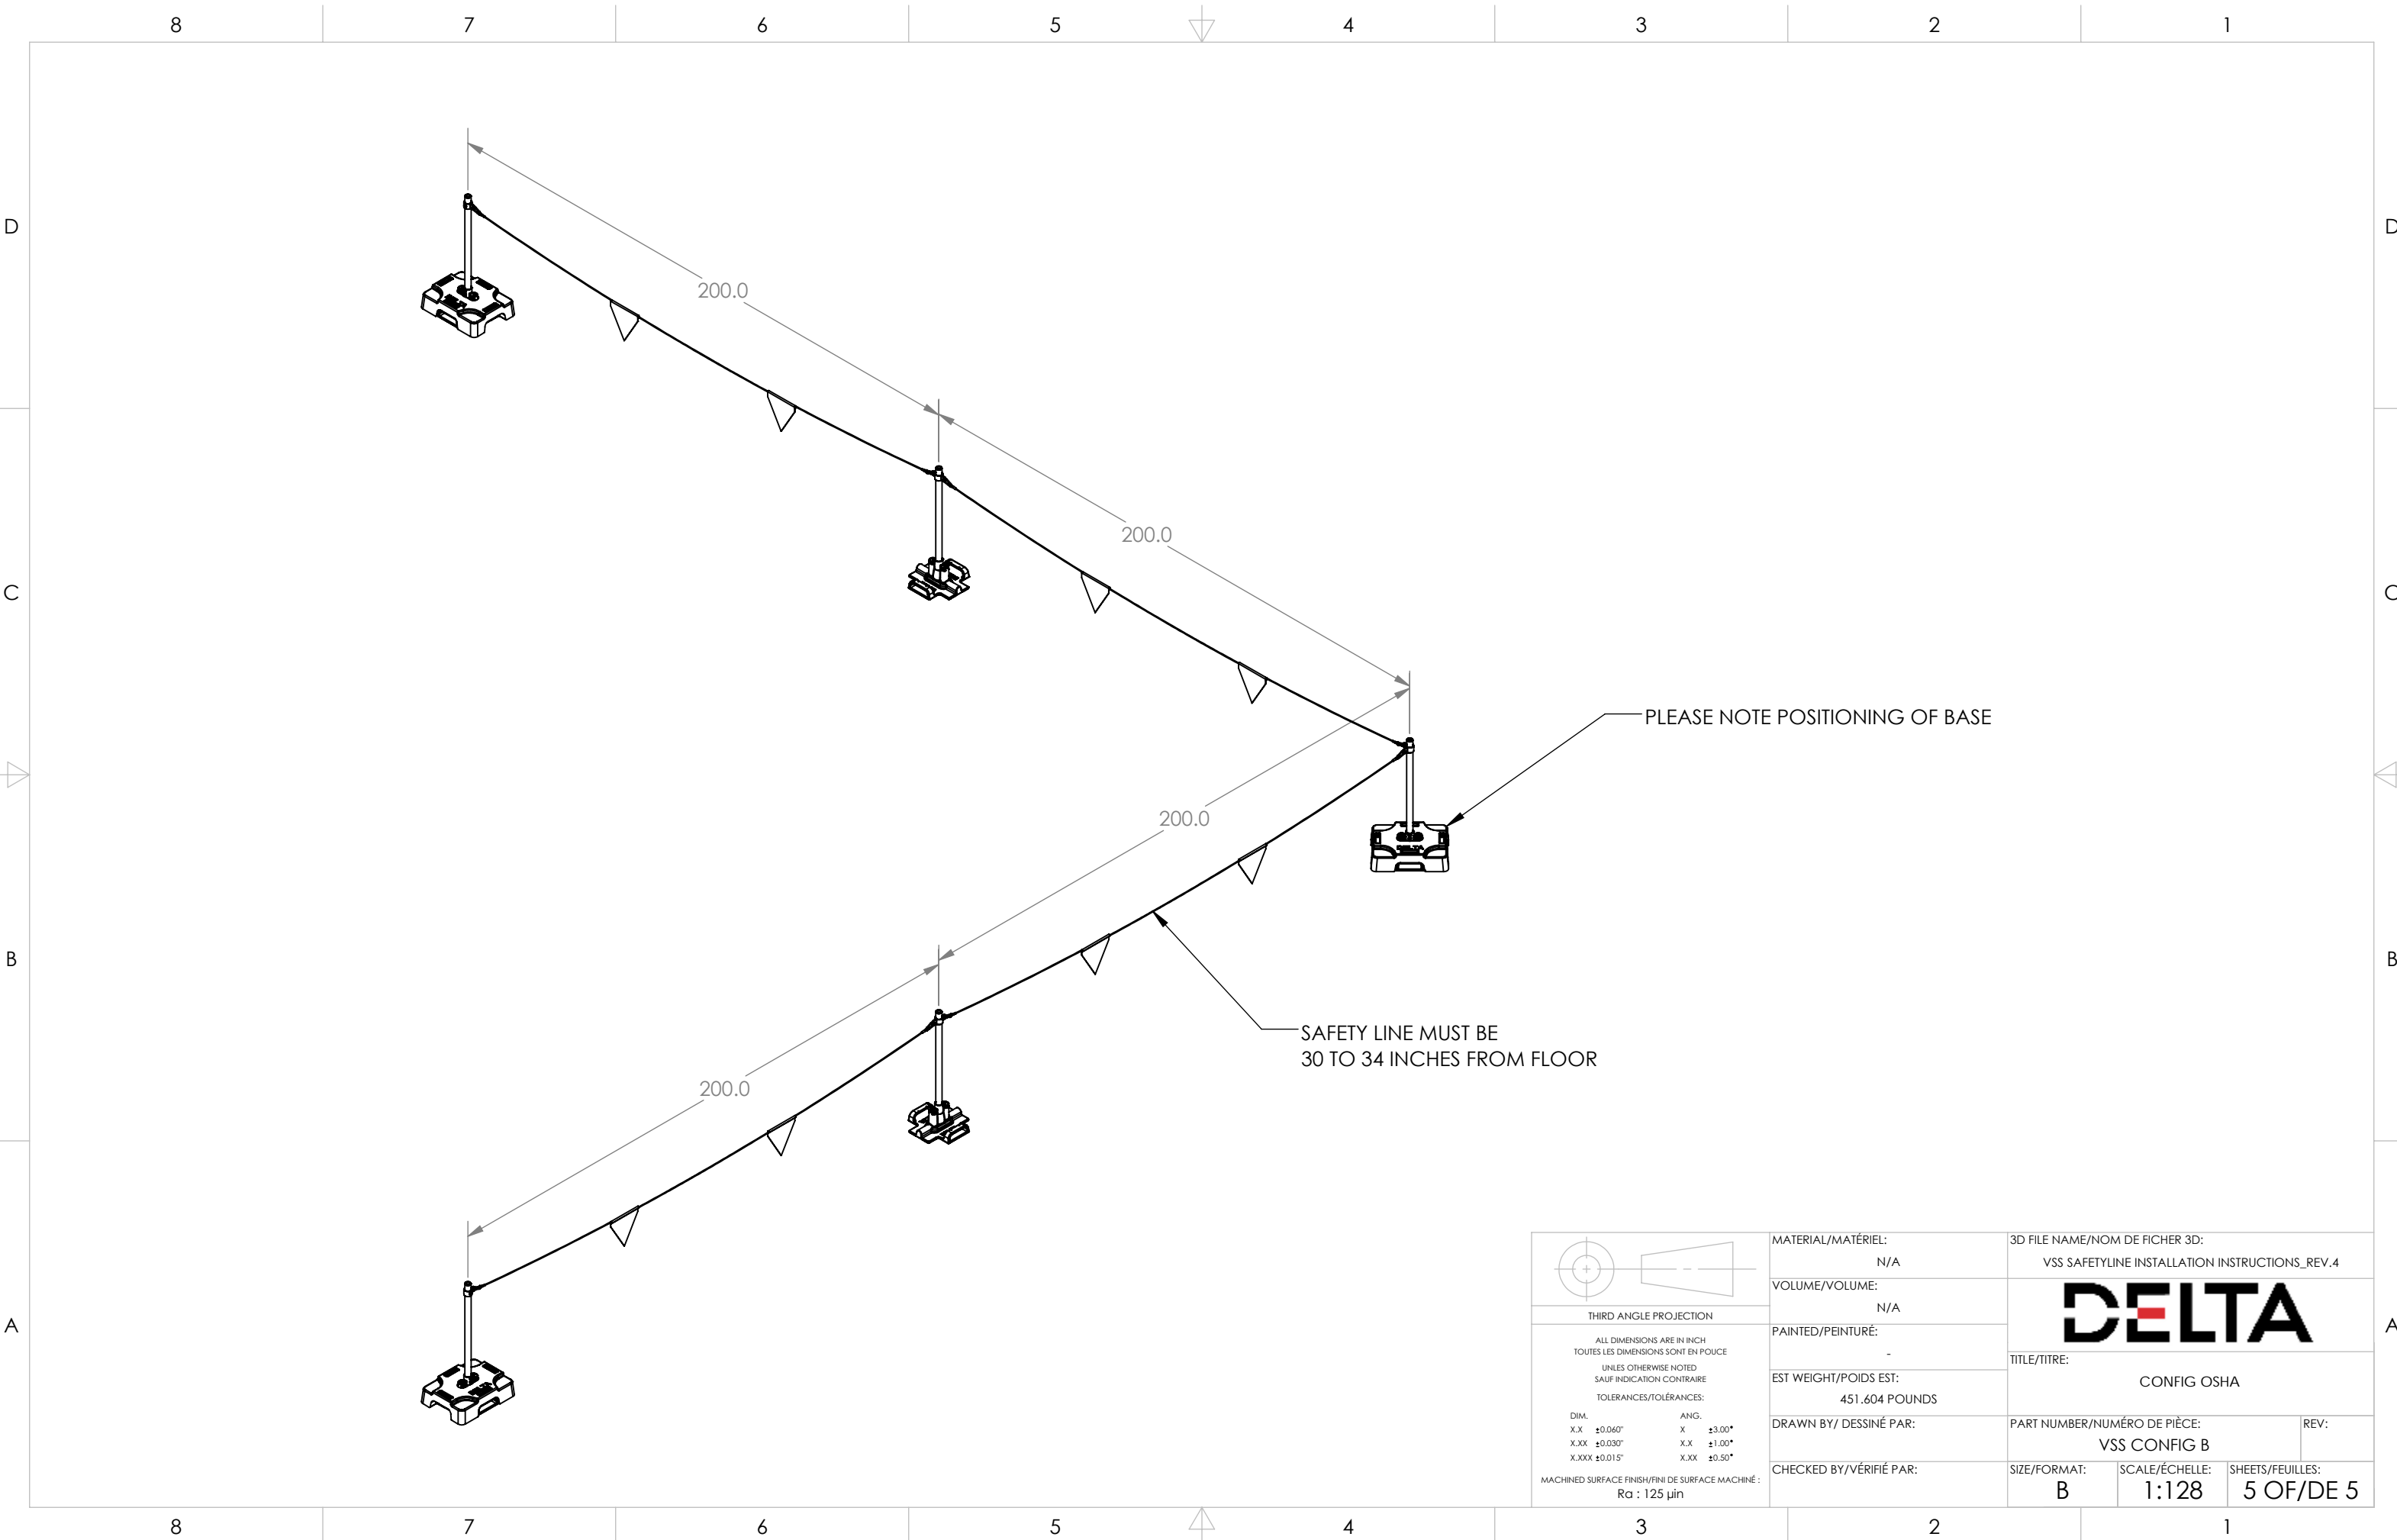 8 7 6 5 4 3 2 1
D D
200.0
200.0
C C
PLEASE NOTE POSITIONING OF BASE
200.0
DELTA
B B
SAFETY LINE MUST BE
30 TO 34 INCHES FROM FLOOR
200.0
A A
THIRD ANGLE PROJECTION
ALL DIMENSIONS ARE IN INCH
TOUTES LES DIMENSIONS SONT EN POUCE
UNLES OTHERWISE NOTED
SAUF INDICATION CONTRAIRE
TOLERANCES/TOLÉRANCES:
DIM. ANG.
X.X ±0.060" X ±3.00°
X.XX ±0.030" X.X ±1.00°
X.XXX ±0.015" X.XX ±0.50°
MACHINED SURFACE FINISH/FINI DE SURFACE MACHINÉ :
Ra : 125 µin
MATERIAL/MATÉRIEL:
N/A
VOLUME/VOLUME:
N/A
PAINTED/PEINTURÉ:
-
EST WEIGHT/POIDS EST:
451.604 POUNDS
DRAWN BY/ DESSINÉ PAR:
CHECKED BY/VÉRIFIÉ PAR:
3D FILE NAME/NOM DE FICHER 3D:
VSS SAFETYLINE INSTALLATION INSTRUCTIONS_REV.4
DELTA
TITLE/TITRE:
CONFIG OSHA
PART NUMBER/NUMÉRO DE PIÈCE:
VSS CONFIG B
REV:
SIZE/FORMAT:
B
SCALE/ÉCHELLE:
1:128
SHEETS/FEUILLES:
5 OF/DE 5
8 7 6 5 4 3 2 1